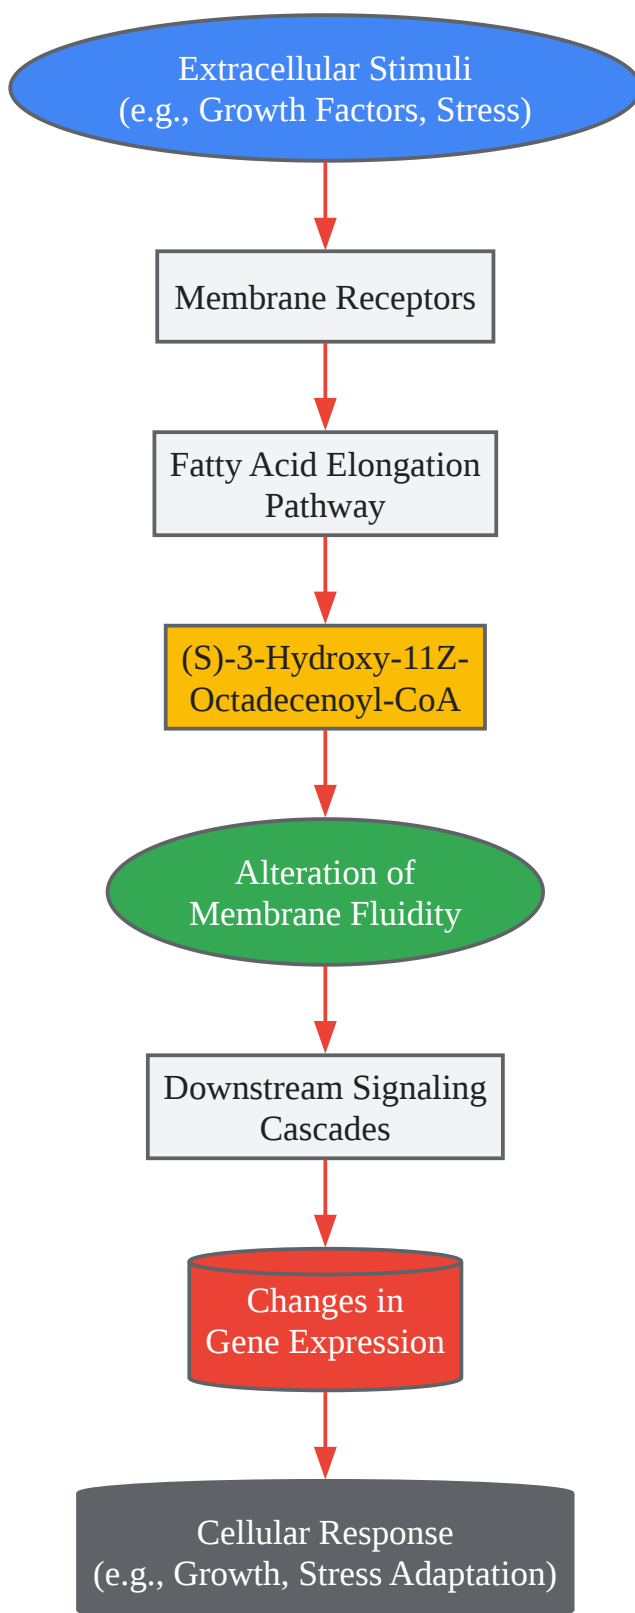 Extracellular Stimuli
(e.g., Growth Factors, Stress)
Membrane Receptors
Fatty Acid Elongation
Pathway
(S)-3-Hydroxy-11Z-
Octadecenoyl-CoA
Alteration of
Membrane Fluidity
Downstream Signaling
Cascades
Changes in
Gene Expression
Cellular Response
(e.g., Growth, Stress Adaptation)